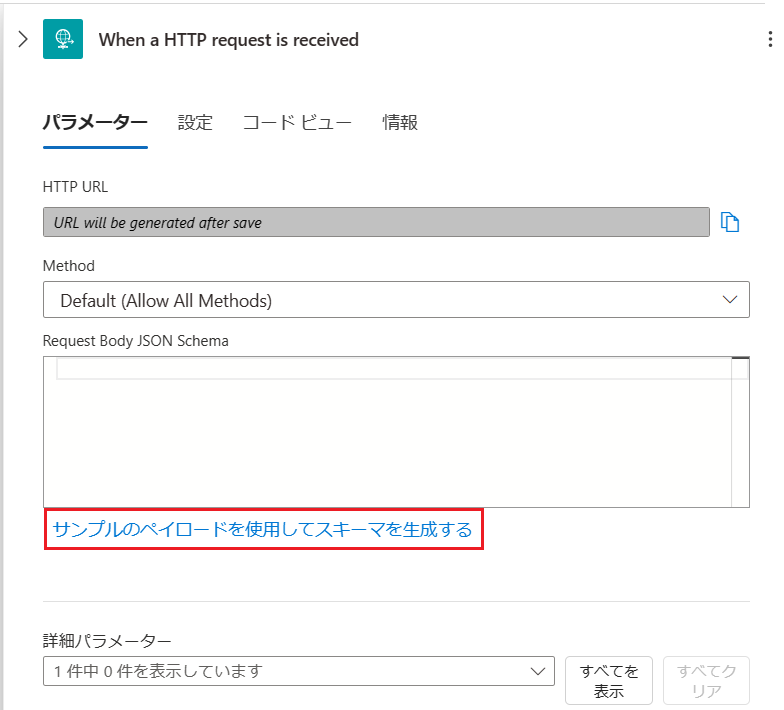 When a HTTP request is received
パラメーター 設定 コード ビュー 情報
HTTP URL
URL will be generated after save
Method
Default (Allow All Methods)
Request Body JSON Schema
サンプルのペイロードを使用してスキーマを生成する
詳細パラメーター
1 件中 0 件を表示しています
すべてを
表示
すべてク
リア